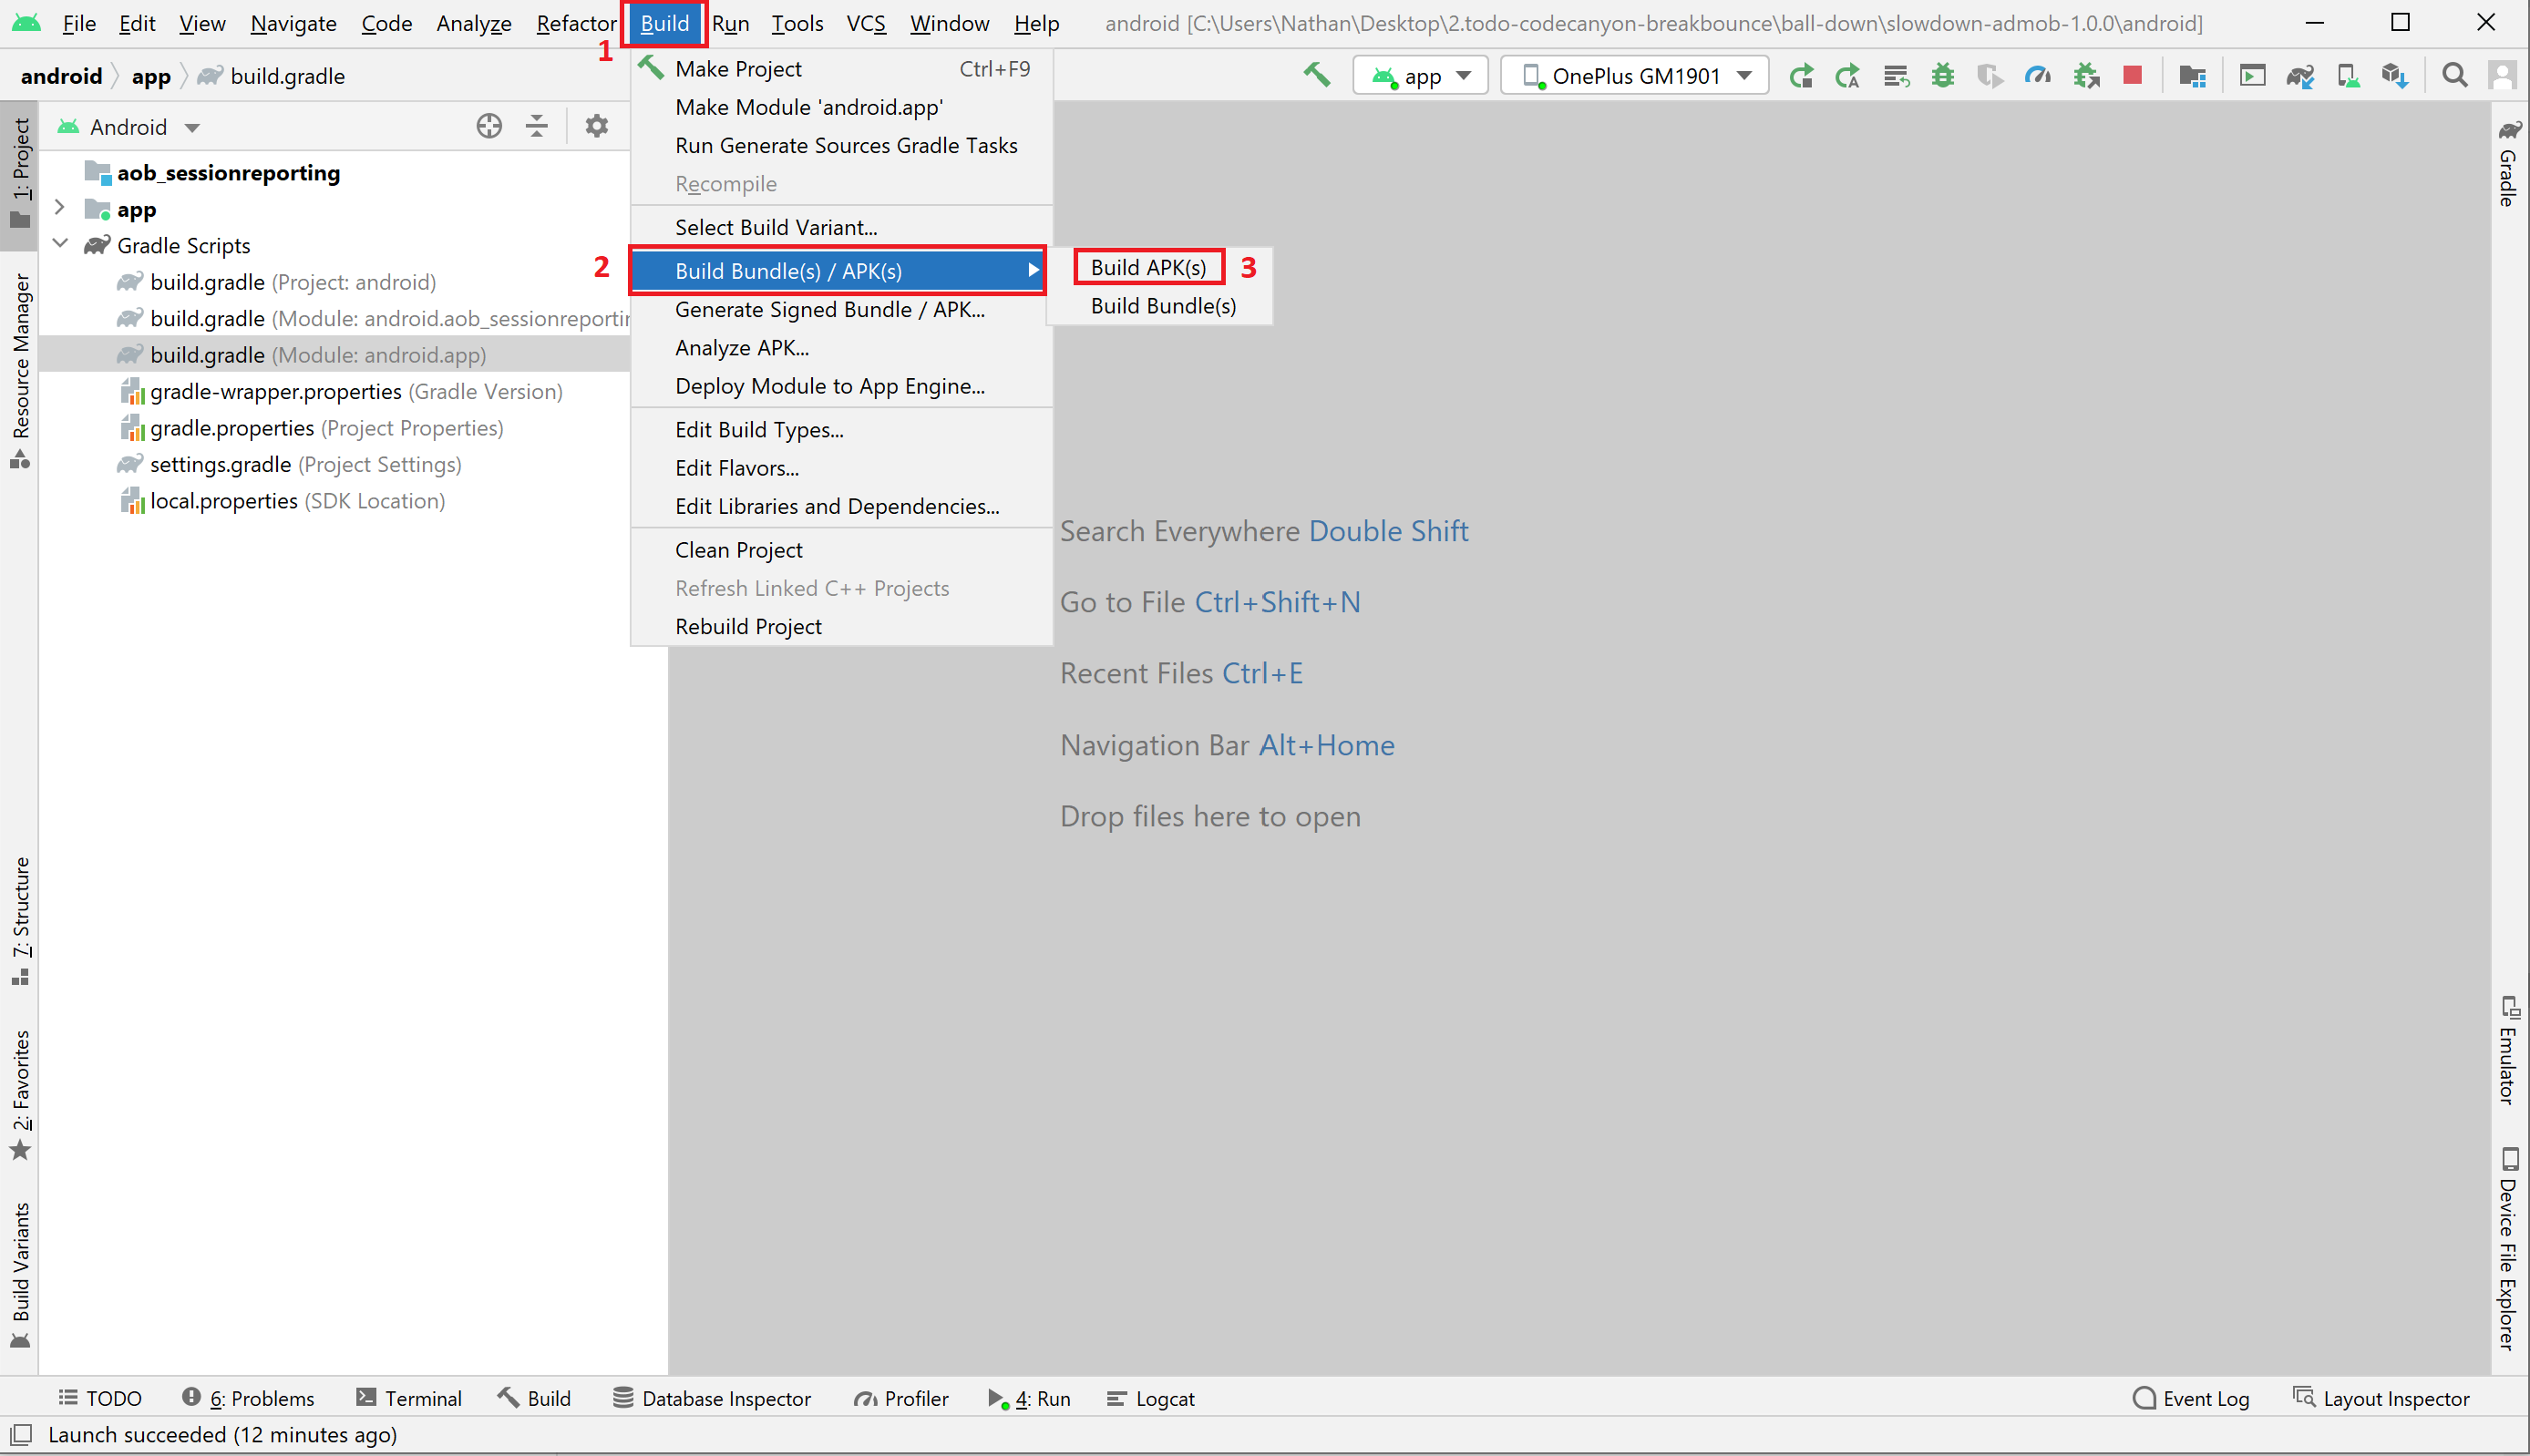 File Edit View Navigate Code Analyze Refactor Build Run Tools VCS Window Help android [C:\Users\Nathan\Desktop\2.todo-codecanyon-breakbounce\ball-down\slowdown-admob-1.0.0\android]
1
android app build.gradle
app OnePlus GM1901
Make Project Ctrl+F9
Make Module 'android.app'
Run Generate Sources Gradle Tasks
Recompile
Select Build Variant...
2 Build Bundle(s) / APK(s)
Generate Signed Bundle / APK...
Analyze APK...
Deploy Module to App Engine...
Edit Build Types...
Edit Flavors...
Edit Libraries and Dependencies...
Clean Project
Refresh Linked C++ Projects
Rebuild Project
Build APK(s) 3
Build Bundle(s)
Android
aob_sessionreporting
app
Gradle Scripts
build.gradle (Project: android)
build.gradle (Module: android.aob_sessionreportin
build.gradle (Module: android.app)
gradle-wrapper.properties (Gradle Version)
gradle.properties (Project Properties)
settings.gradle (Project Settings)
local.properties (SDK Location)
1: Project
Resource Manager
7: Structure
2: Favorites
Build Variants
Search Everywhere Double Shift
Go to File Ctrl+Shift+N
Recent Files Ctrl+E
Navigation Bar Alt+Home
Drop files here to open
Gradle
Emulator
Device File Explorer
TODO 6: Problems Terminal Build Database Inspector Profiler 4: Run Logcat Event Log Layout Inspector
Launch succeeded (12 minutes ago)